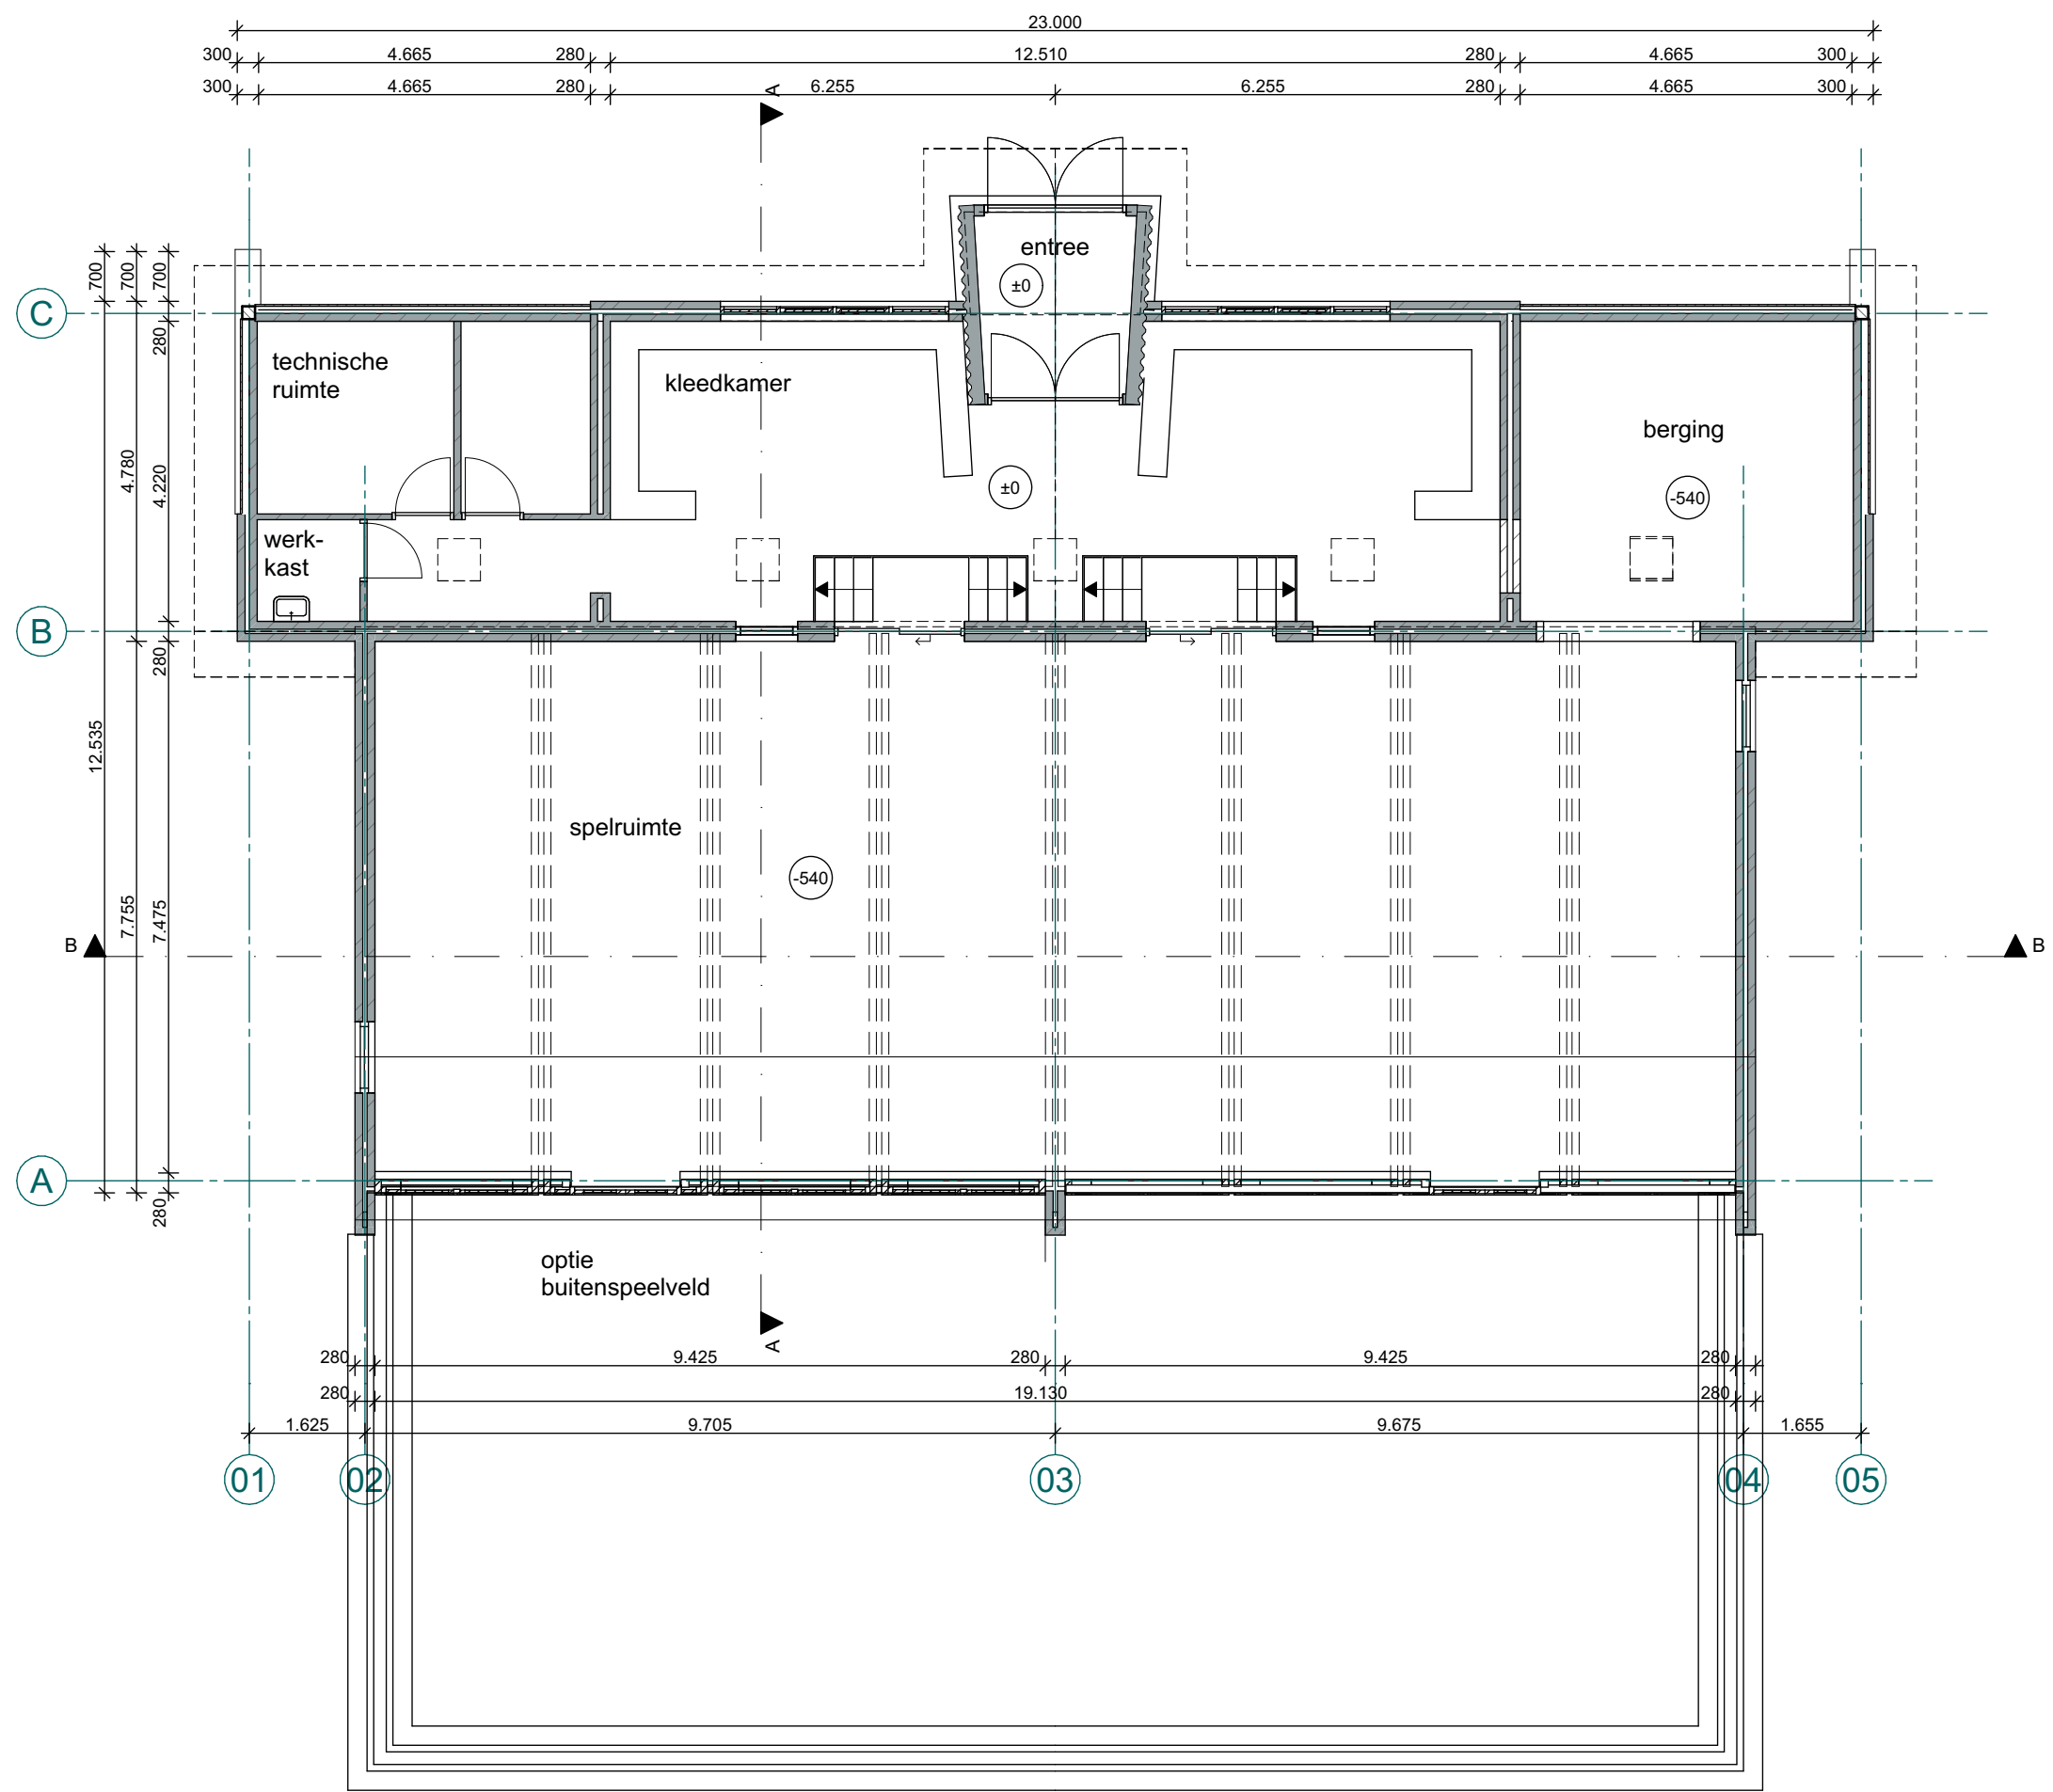 23.000
300 4.665 280 12.510 280 4.665 300
300 4.665 280 6.255 6.255 280 4.665 300
A
entree
±0
700 700 700
C
280
technische
ruimte
kleedkamer
berging
4.780 4.220
±0
-540
werk-
kast
B
280
12.535
spelruimte
-540
7.755 7.475
B B
A
280
optie
buitenspeelveld
A
280 9.425 280 9.425 280
280 19.130 280
1.625 9.705 9.675 1.655
01 02 03 04 05